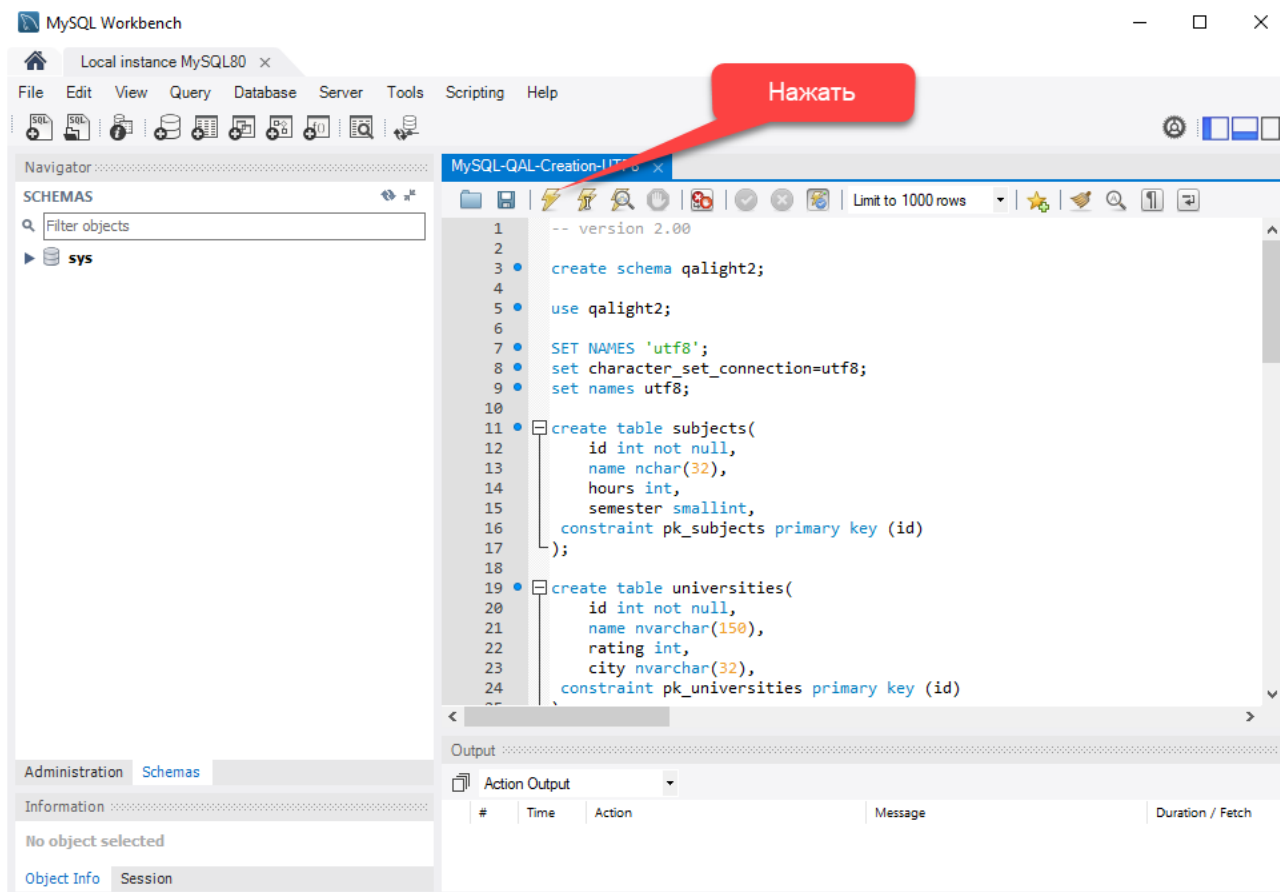 MySQL Workbench
Local instance MySQL80
File Edit View Query Database Server Tools Scripting Help
Нажать
Navigator
SCHEMAS
Filter objects
sys
Administration Schemas
Information
No object selected
Object Info Session
MySQL-QAL-Creation-UTF8
Limit to 1000 rows
1 -- version 2.00
2
3 create schema qalight2;
4
5 use qalight2;
6
7 SET NAMES 'utf8';
8 set character_set_connection=utf8;
9 set names utf8;
10
11 create table subjects(
12 id int not null,
13 name nchar(32),
14 hours int,
15 semester smallint,
16 constraint pk_subjects primary key (id)
17 );
18
19 create table universities(
20 id int not null,
21 name nvarchar(150),
22 rating int,
23 city nvarchar(32),
24 constraint pk_universities primary key (id)
Output
Action Output
# Time Action Message Duration / Fetch